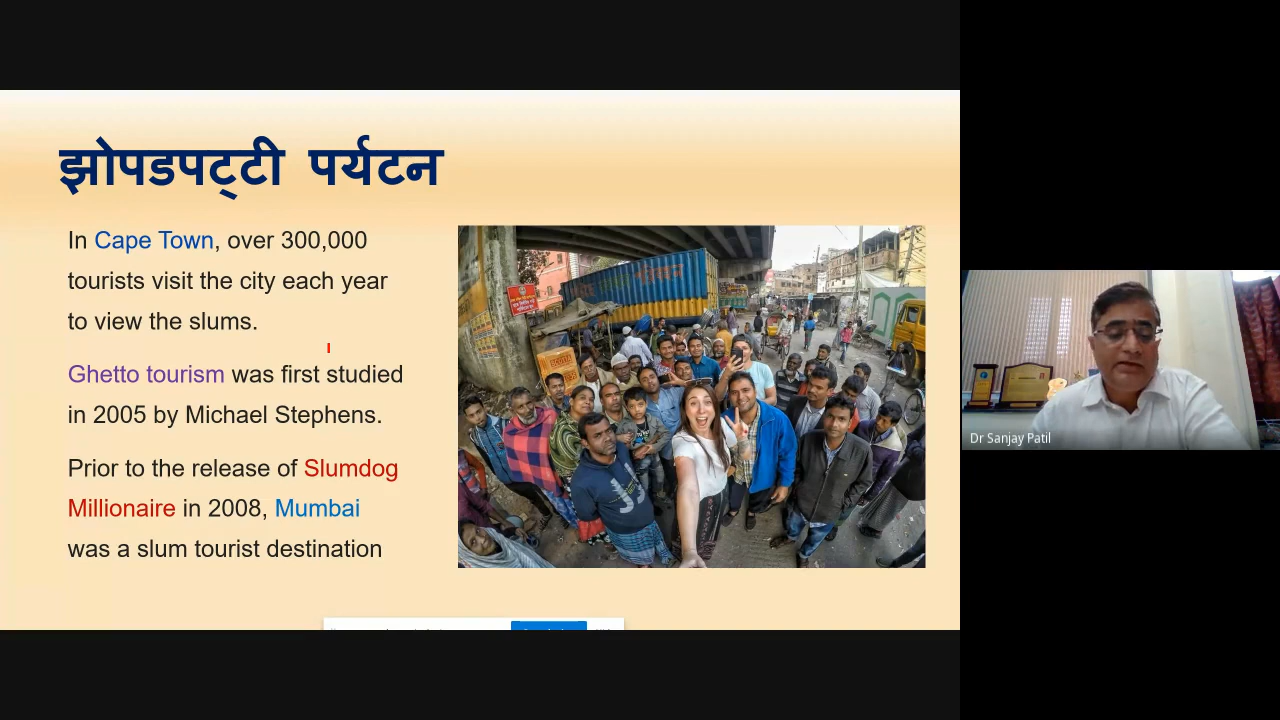 झोपडपट्टी पर्यटन
In Cape Town, over 300,000
tourists visit the city each year
to view the slums.
Ghetto tourism was first studied
in 2005 by Michael Stephens.
Prior to the release of Slumdog
Millionaire in 2008, Mumbai
was a slum tourist destination
Dr Sanjay Patil